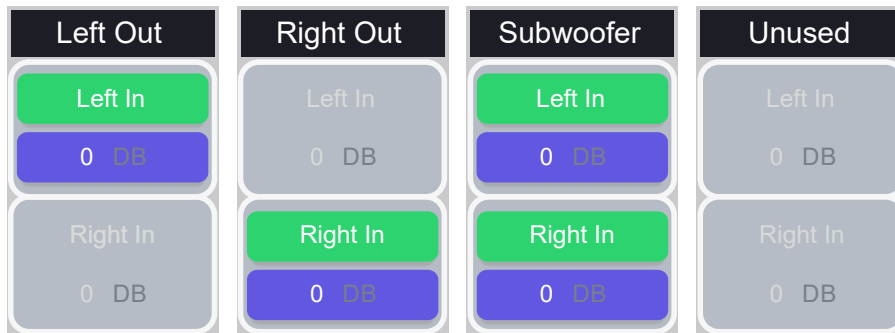 Left Out Right Out Subwoofer Unused
Left In Left In Left In Left In
0 DB 0 DB 0 DB 0 DB
Right In Right In Right In Right In
0 DB 0 DB 0 DB 0 DB